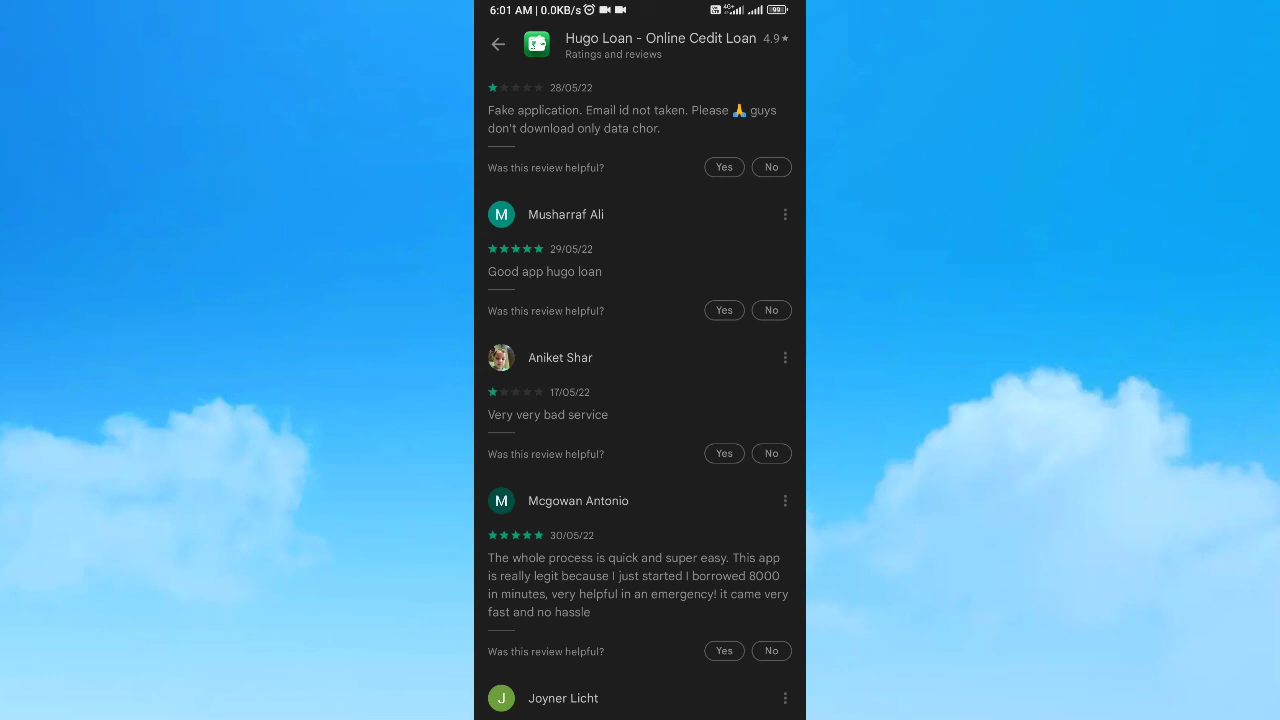 6:01 AM | 0.0KB/s 4G+ 99
Hugo Loan - Online Cedit Loan 4.9★
Ratings and reviews
28/05/22
Fake application. Email id not taken. Please 🙏 guys
don't download only data chor.
Was this review helpful? Yes No
M Musharraf Ali
29/05/22
Good app hugo loan
Was this review helpful? Yes No
Aniket Shar
17/05/22
Very very bad service
Was this review helpful? Yes No
M Mcgowan Antonio
30/05/22
The whole process is quick and super easy. This app
is really legit because I just started I borrowed 8000
in minutes, very helpful in an emergency! it came very
fast and no hassle
Was this review helpful? Yes No
J Joyner Licht